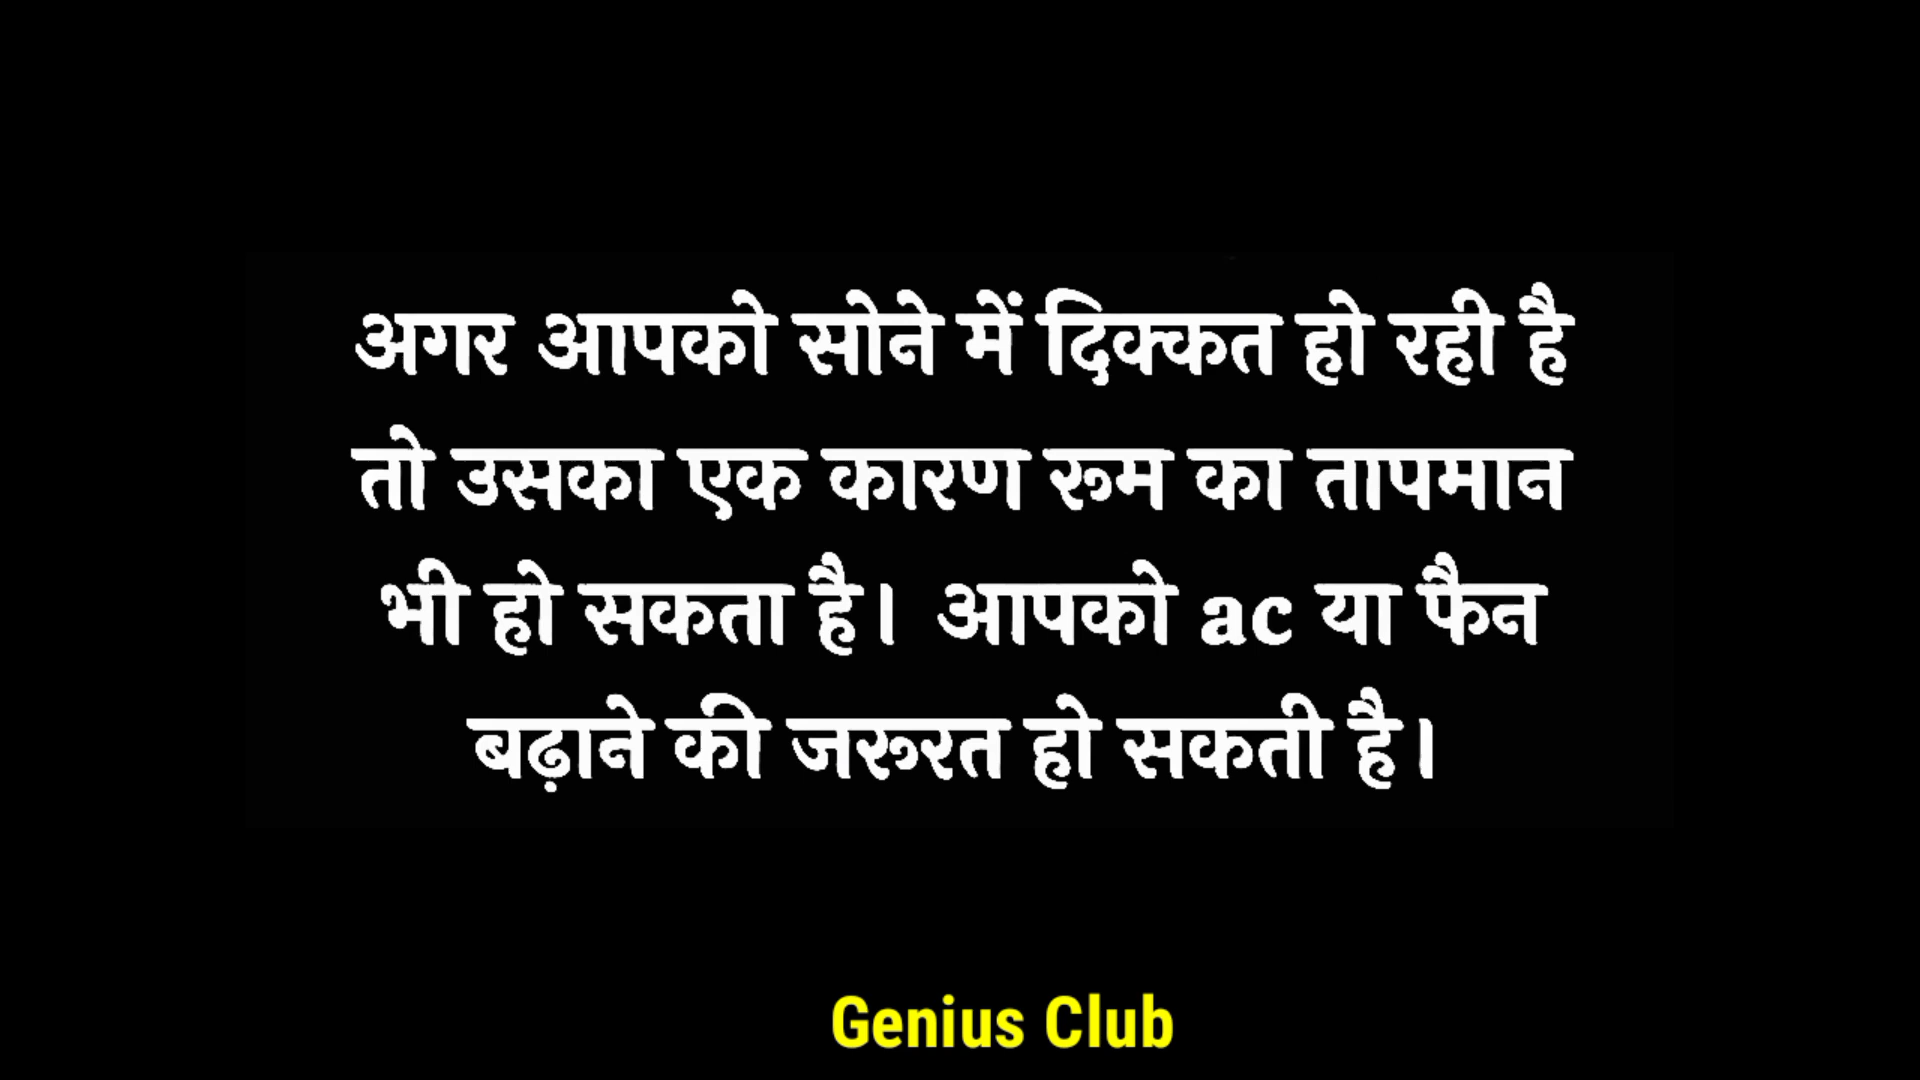 अगर आपको सोने में दिक्कत हो रही है
तो उसका एक कारण रूम का तापमान
भी हो सकता है। आपको ac या फैन
बढ़ाने की जरुरत हो सकती है।
Genius Club